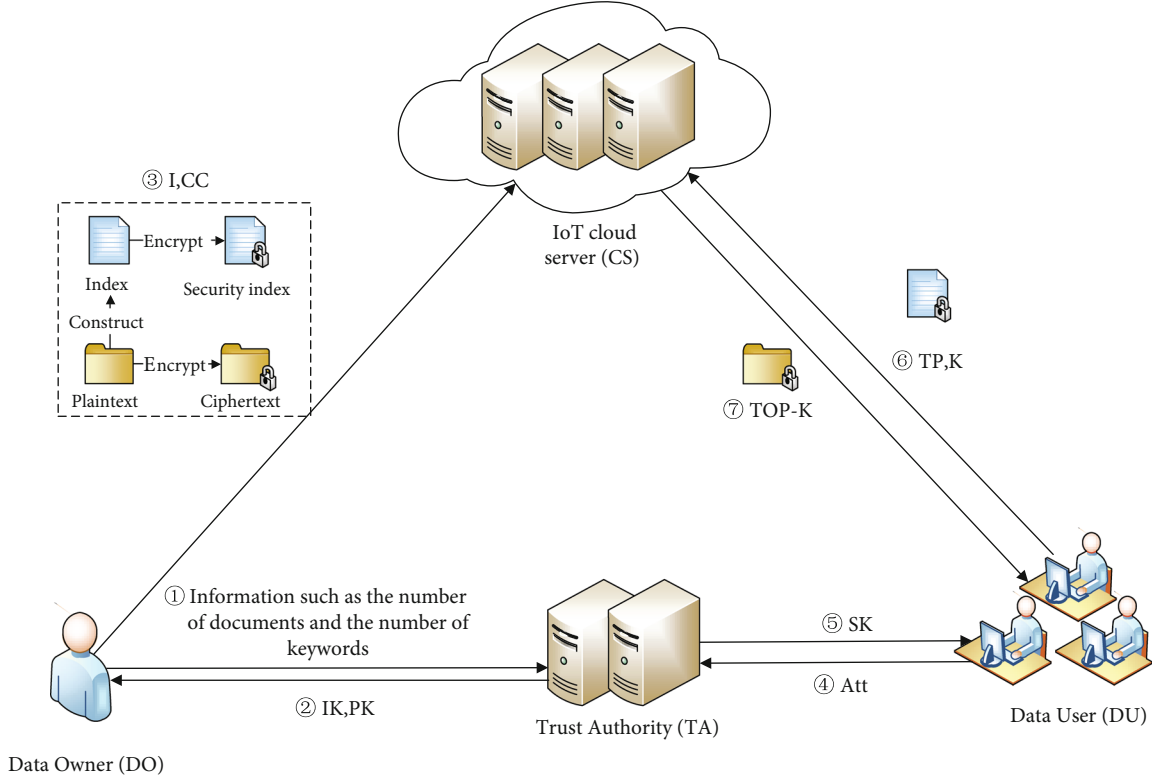 IoT cloud
server (CS)
③ I,CC
Encrypt
Index
Security index
Construct
Encrypt
Plaintext
Ciphertext
⑥ TP,K
⑦ TOP-K
① Information such as the number
of documents and the number of
keywords
② IK,PK
⑤ SK
④ Att
Trust Authority (TA)
Data User (DU)
Data Owner (DO)